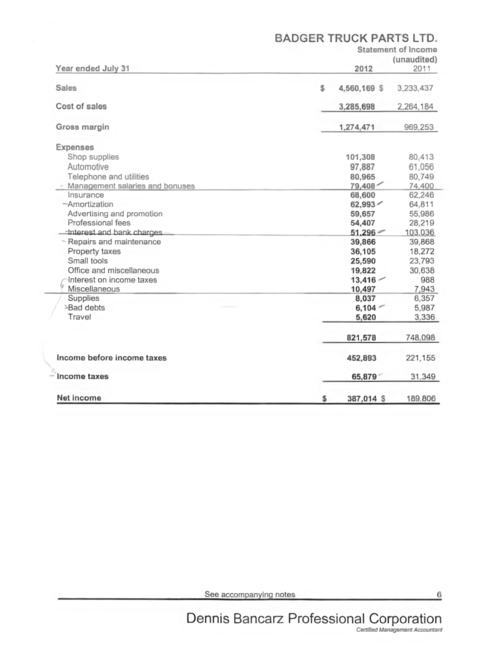 BADGER TRUCK PARTS LTD.
Statement of Income
(unaudited)
Year ended July 31 2012 2011
Sales $ 4,560,169 $ 3,233,437
Cost of sales 3,285,698 2,264,184
Gross margin 1,274,471 969,253
Expenses
Shop supplies 101,308 80,413
Automotive 97,887 61,056
Telephone and utilities 80,965 80,749
Management salaries and bonuses 79,408 74,400
Insurance 68,600 62,246
Amortization 62,993 64,811
Advertising and promotion 59,657 55,986
Professional fees 54,407 28,219
Interest and bank charges 51,296 103,036
Repairs and maintenance 39,866 39,868
Property taxes 36,105 18,272
Small tools 25,590 23,793
Office and miscellaneous 19,822 30,638
Interest on income taxes 13,416 988
Miscellaneous 10,497 7,943
Supplies 8,037 6,357
Bad debts 6,104 5,987
Travel 5,620 3,336
821,578 748,098
Income before income taxes 452,893 221,155
Income taxes 65,879 31,349
Net income $ 387,014 $ 189,806
See accompanying notes 6
Dennis Bancarz Professional Corporation
Certified Management Accountant